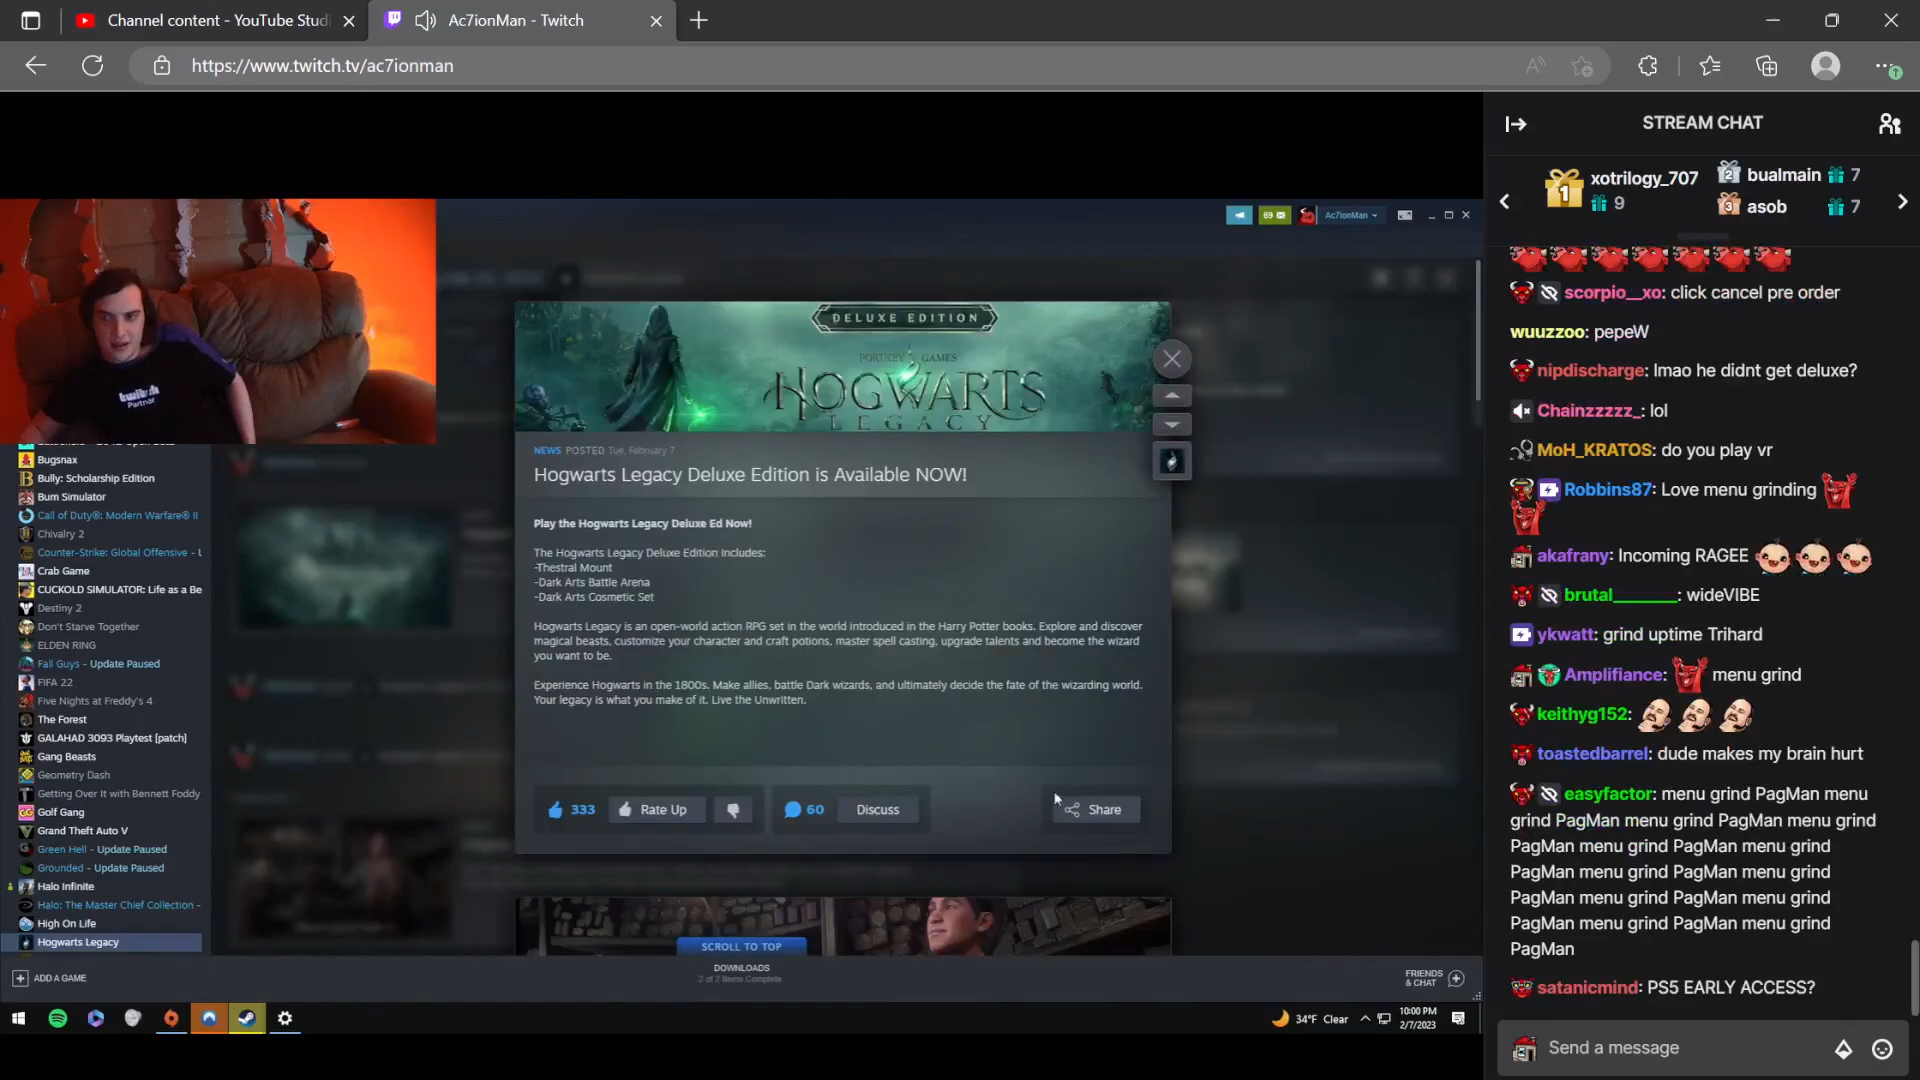 Channel content - YouTube Studi
Ac7ionMan - Twitch
https://www.twitch.tv/ac7ionman
STREAM CHAT
1
xotrilogy_707
9
2 bualmain 7
3 asob 7
69
Ac7ionMan
twitch
Partner
DELUXE EDITION
PORTKEY GAMES
HOGWARTS
LEGACY
NEWS POSTED Tue, February 7
Hogwarts Legacy Deluxe Edition is Available NOW!
Play the Hogwarts Legacy Deluxe Ed Now!
The Hogwarts Legacy Deluxe Edition Includes:
-Thestral Mount
-Dark Arts Battle Arena
-Dark Arts Cosmetic Set
Hogwarts Legacy is an open-world action RPG set in the world introduced in the Harry Potter books. Explore and discover
magical beasts, customize your character and craft potions, master spell casting, upgrade talents and become the wizard
you want to be.
Experience Hogwarts in the 1800s. Make allies, battle Dark wizards, and ultimately decide the fate of the wizarding world.
Your legacy is what you make of it. Live the Unwritten.
333
Rate Up
60
Discuss
Share
SCROLL TO TOP
Bugsnax
Bully: Scholarship Edition
Bum Simulator
Call of Duty®: Modern Warfare® II
Chivalry 2
Counter-Strike: Global Offensive - U
Crab Game
CUCKOLD SIMULATOR: Life as a Be
Destiny 2
Don't Starve Together
ELDEN RING
Fall Guys - Update Paused
FIFA 22
Five Nights at Freddy's 4
The Forest
GALAHAD 3093 Playtest [patch]
Gang Beasts
Geometry Dash
Getting Over It with Bennett Foddy
Golf Gang
Grand Theft Auto V
Green Hell - Update Paused
Grounded - Update Paused
Halo Infinite
Halo: The Master Chief Collection -
High On Life
Hogwarts Legacy
ADD A GAME
DOWNLOADS
2 of 2 Items Complete
FRIENDS
& CHAT
34°F Clear
10:00 PM
2/7/2023
scorpio__xo: click cancel pre order
wuuzzoo: pepeW
nipdischarge: lmao he didnt get deluxe?
Chainzzzzz_: lol
MoH_KRATOS: do you play vr
Robbins87: Love menu grinding
akafrany: Incoming RAGEE
brutal_______: wideVIBE
ykwatt: grind uptime Trihard
Amplifiance: menu grind
keithyg152:
toastedbarrel: dude makes my brain hurt
easyfactor: menu grind PagMan menu
grind PagMan menu grind PagMan menu grind
PagMan menu grind PagMan menu grind
PagMan menu grind PagMan menu grind
PagMan menu grind PagMan menu grind
PagMan menu grind PagMan menu grind
PagMan
satanicmind: PS5 EARLY ACCESS?
Send a message